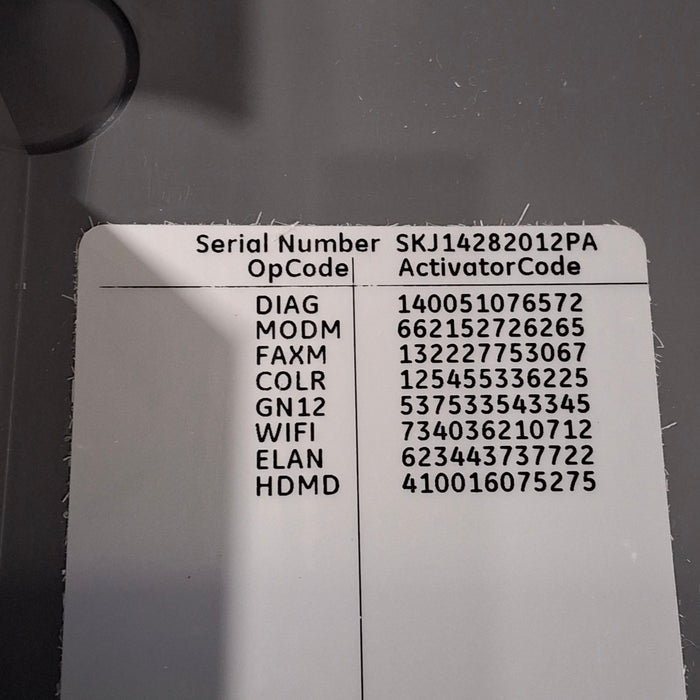 Serial Number SKJ14282012PA
OpCode ActivatorCode
DIAG 140051076572
MODM 662152726265
FAXM 132227753067
COLR 125455336225
GN12 537533543345
WIFI 734036210712
ELAN 623443737722
HDMD 410016075275